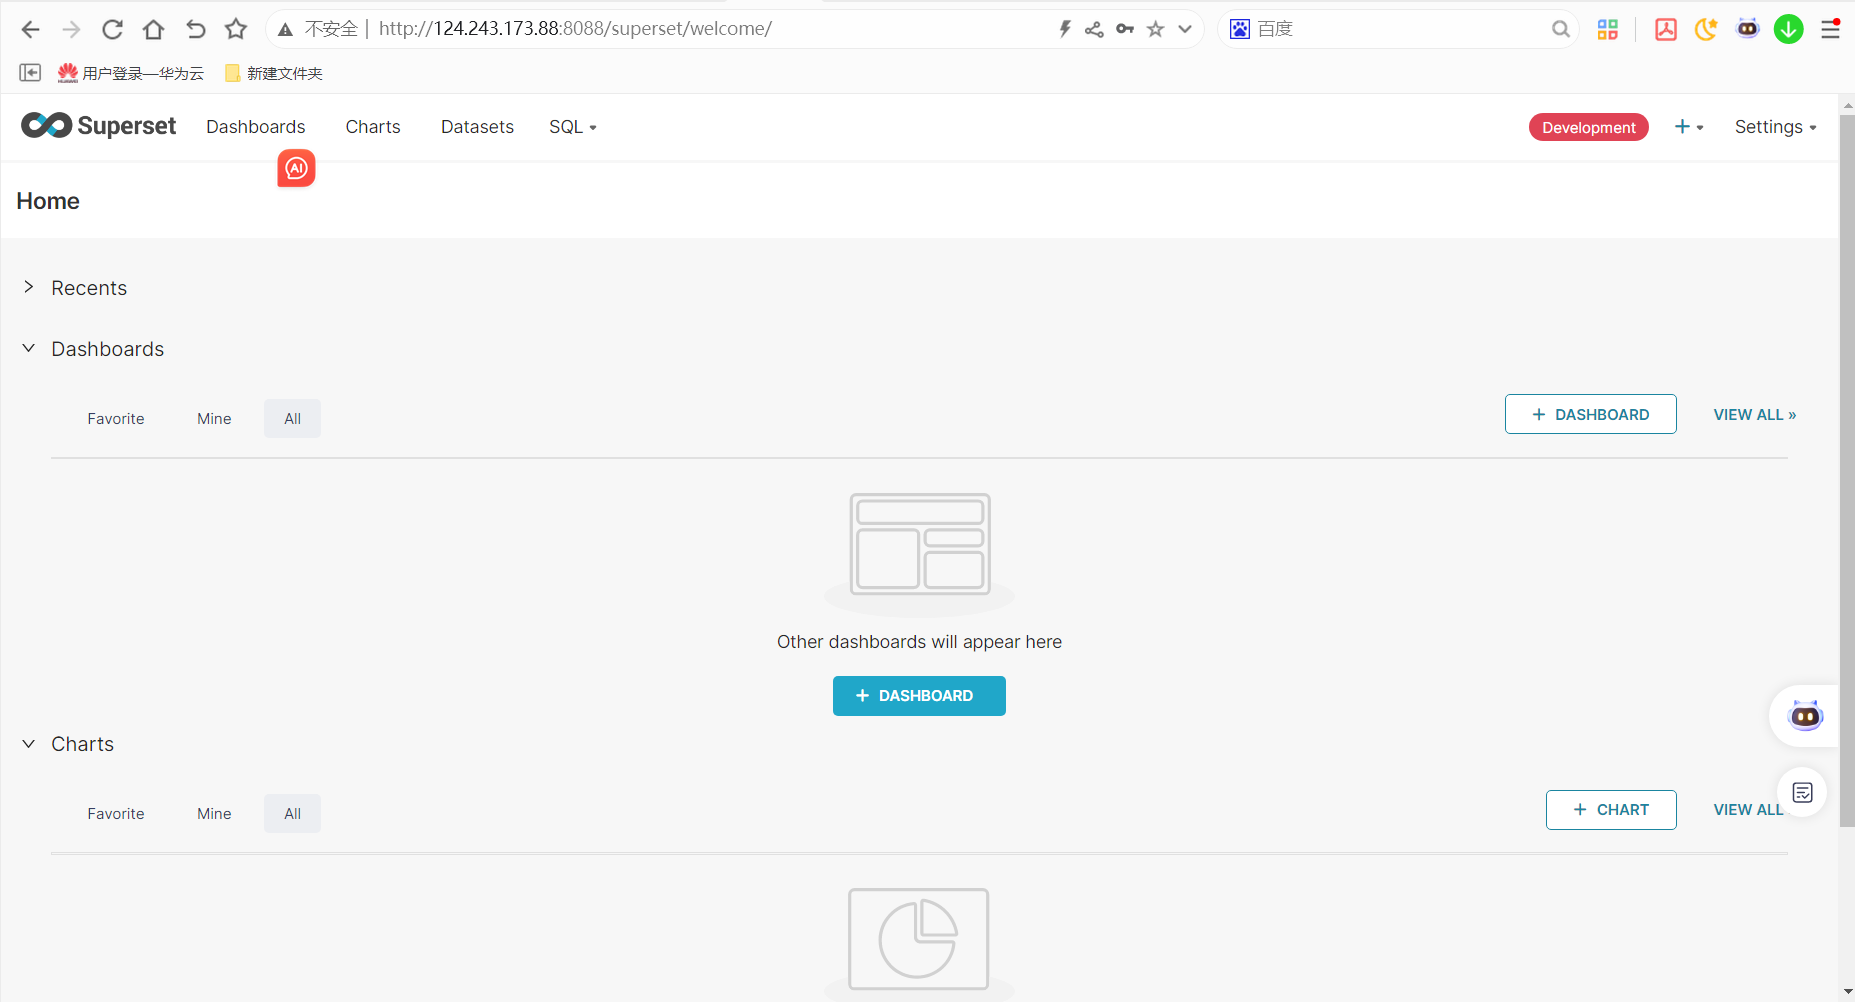 不安全 http://124.243.173.88:8088/superset/welcome/ 百度
用户登录—华为云 新建文件夹
Superset Dashboards Charts Datasets SQL Development + Settings
AI
Home
Recents
Dashboards
Favorite Mine All + DASHBOARD VIEW ALL »
Other dashboards will appear here
+ DASHBOARD
Charts
Favorite Mine All + CHART VIEW ALL